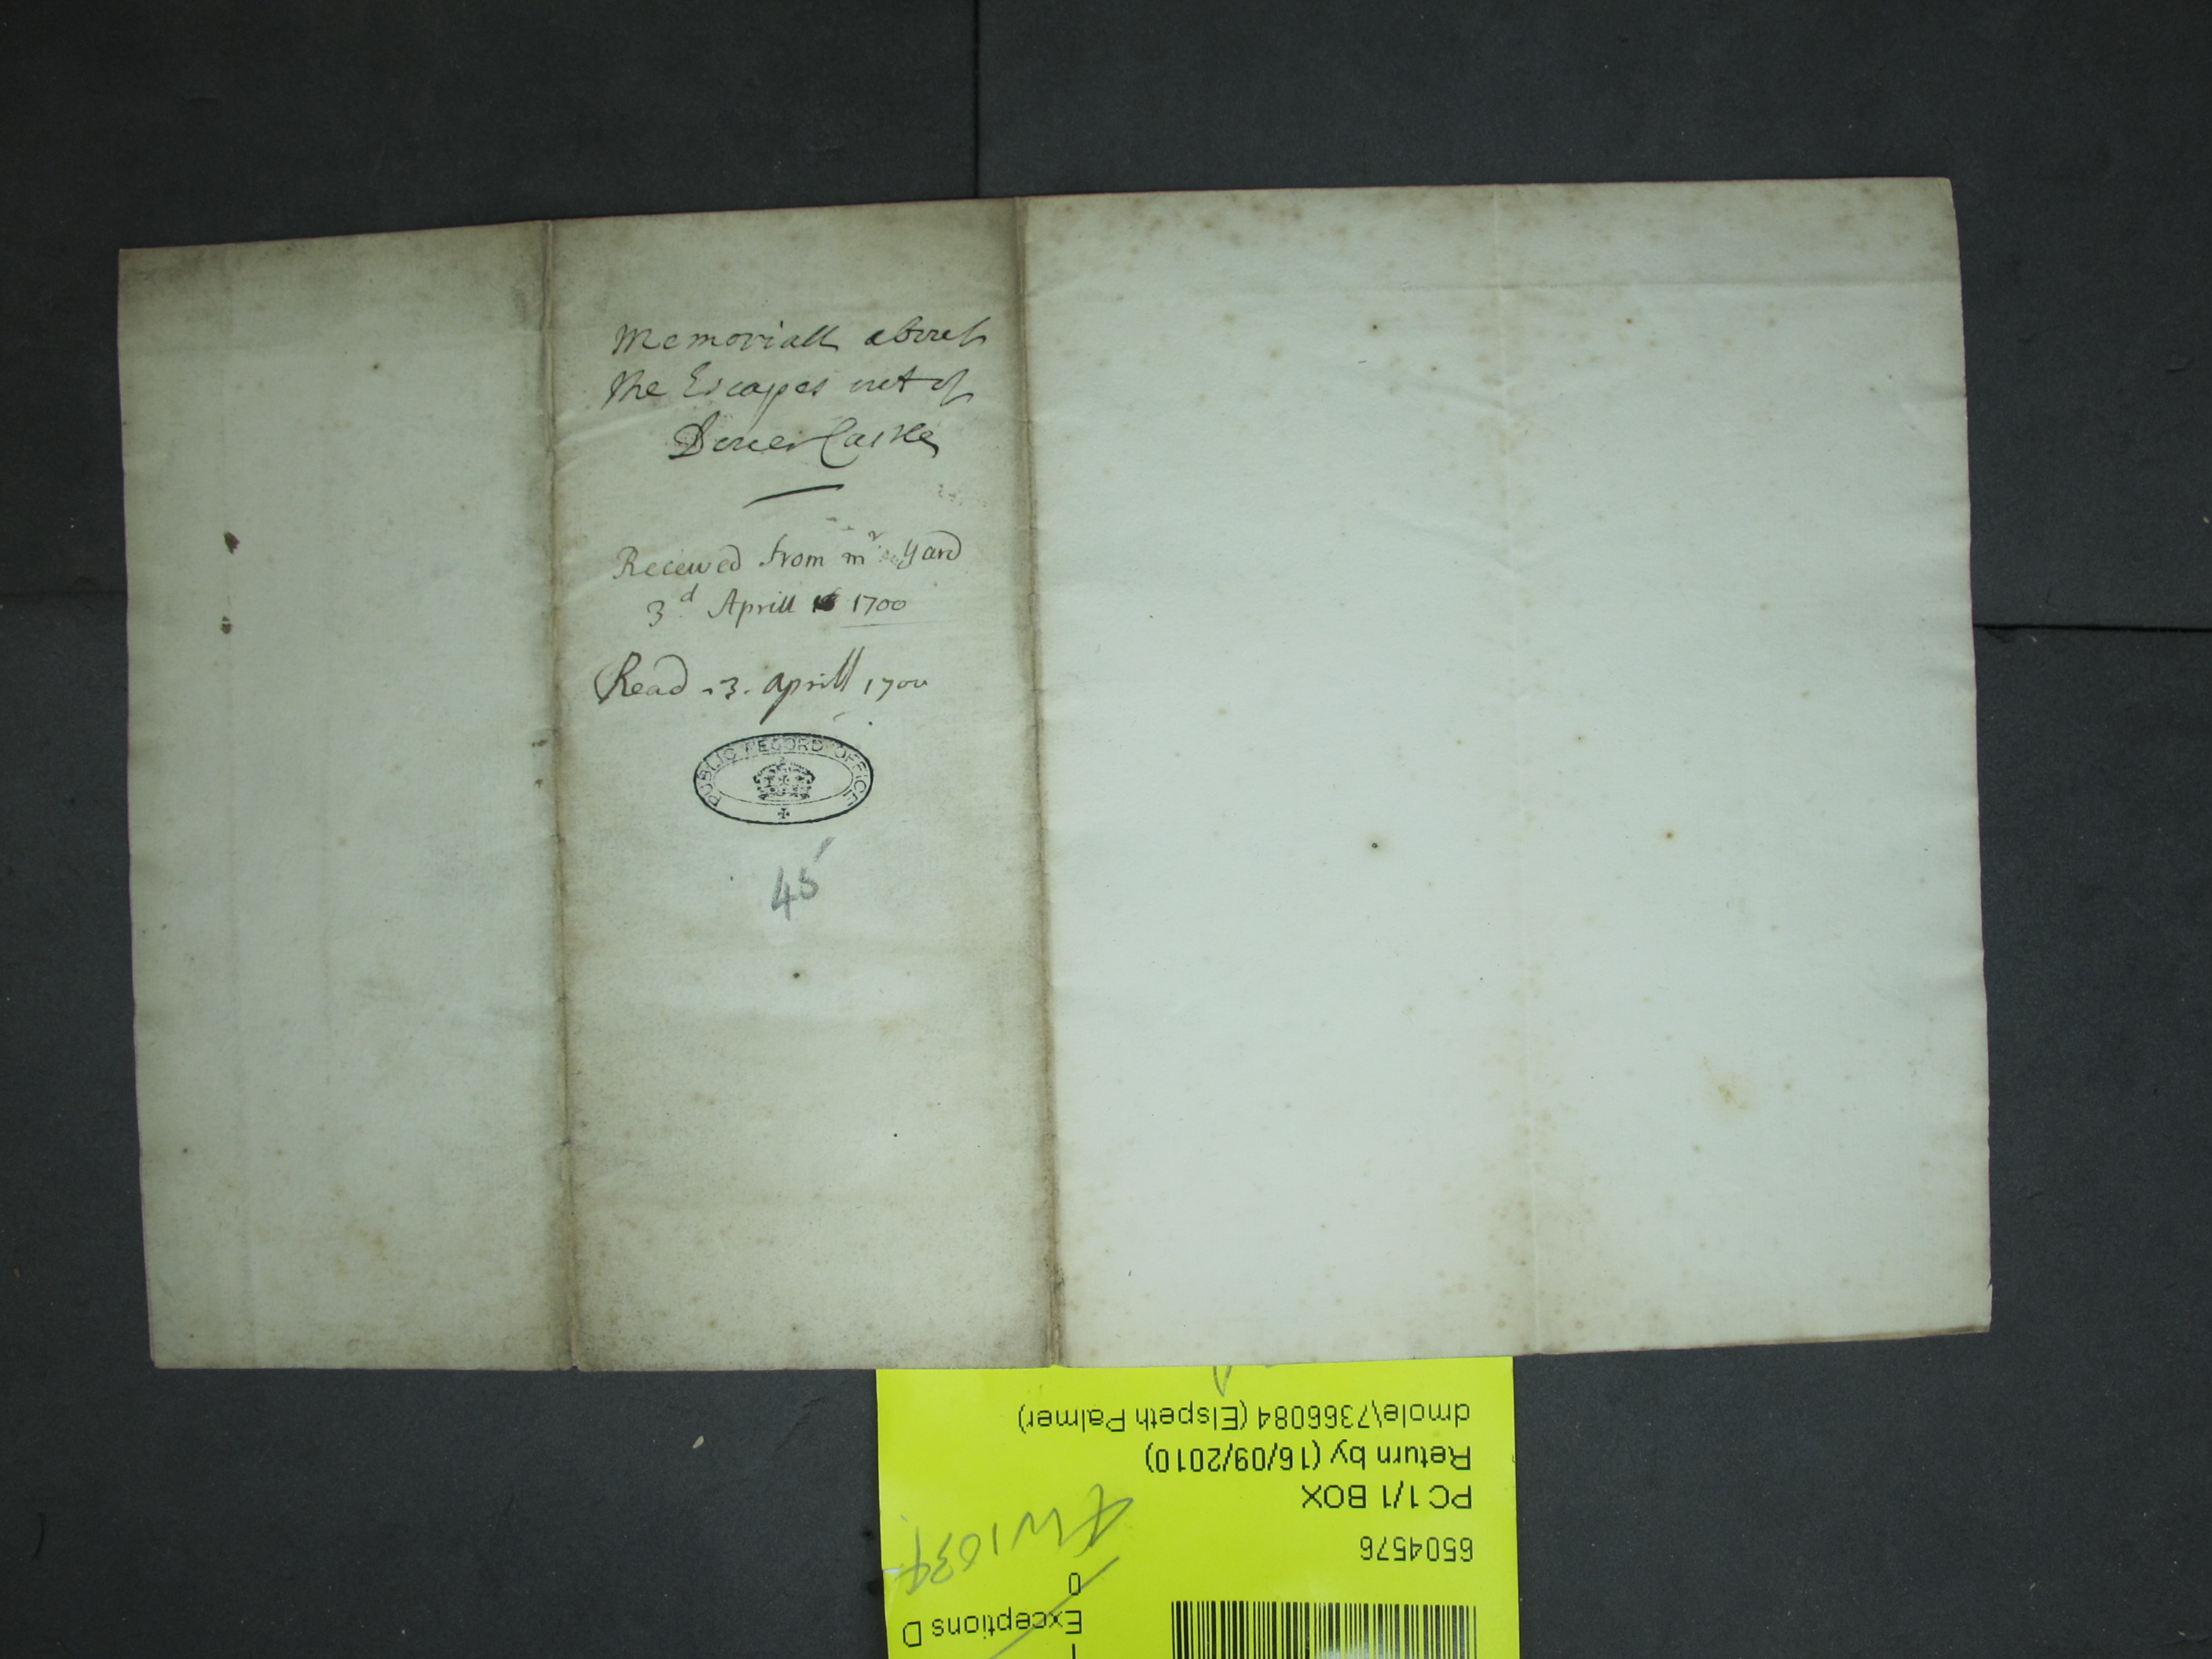 Memoriall about
the Escapes out of
Dover Castle
Received from mr Yard
3d Aprill 1700
Read .3. Aprill 1700
PUBLIC RECORD OFFICE
45
dmole\7366084 (Elspeth Palmer)
Return by (16/09/2010)
PC 1/1 BOX
6504576
0
Exceptions D